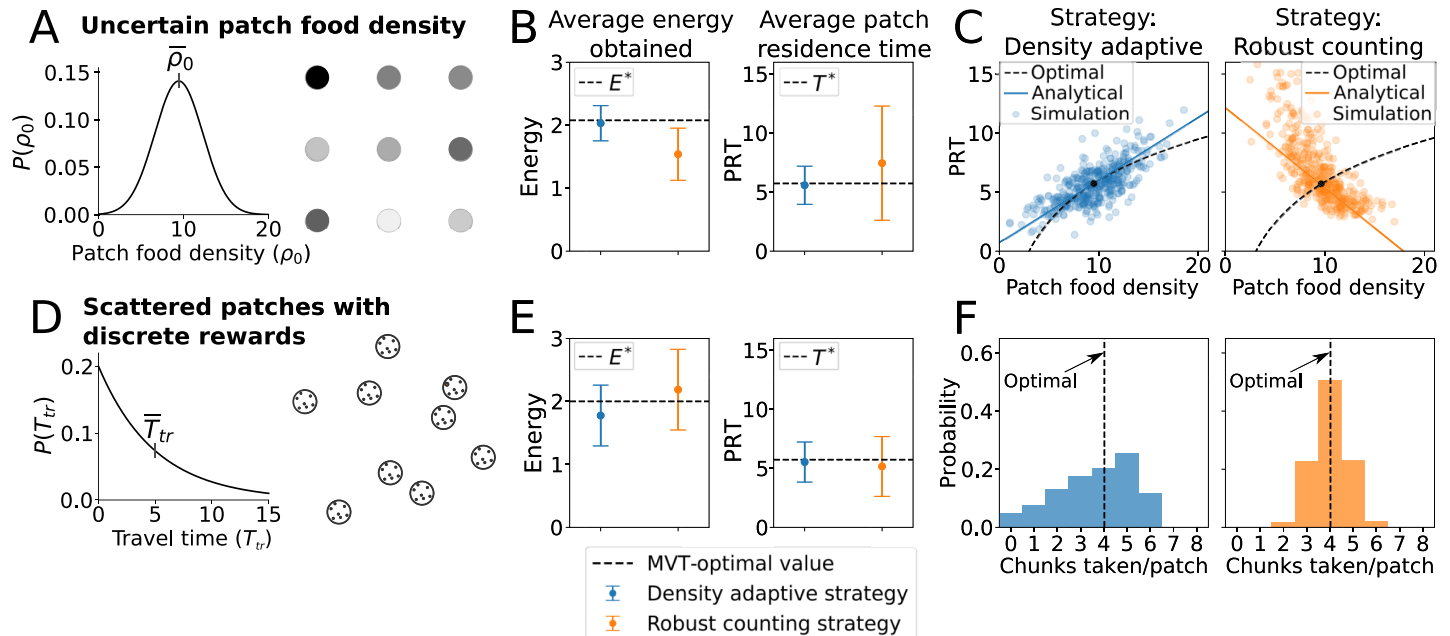 A Uncertain patch food density
ρ̅₀
0.15
0.10
0.05
0.00
P(ρ₀)
0 10 20
Patch food density (ρ₀)
B Average energy obtained
3
2
1
0
Energy
E*
Average patch residence time
15
10
5
0
PRT
T*
C Strategy:
Density adaptive
Optimal
Analytical
Simulation
15
10
5
0
PRT
0 10 20
Patch food density
Strategy:
Robust counting
Optimal
Analytical
Simulation
0 10 20
Patch food density
D Scattered patches with
discrete rewards
0.2
0.1
0.0
P(T_tr)
T̅_tr
0 5 10 15
Travel time (T_tr)
E
3
2
1
0
Energy
E*
15
10
5
0
PRT
T*
MVT-optimal value
Density adaptive strategy
Robust counting strategy
F
0.6
0.4
0.2
0.0
Probability
Optimal
0 1 2 3 4 5 6 7 8
Chunks taken/patch
Optimal
0 1 2 3 4 5 6 7 8
Chunks taken/patch